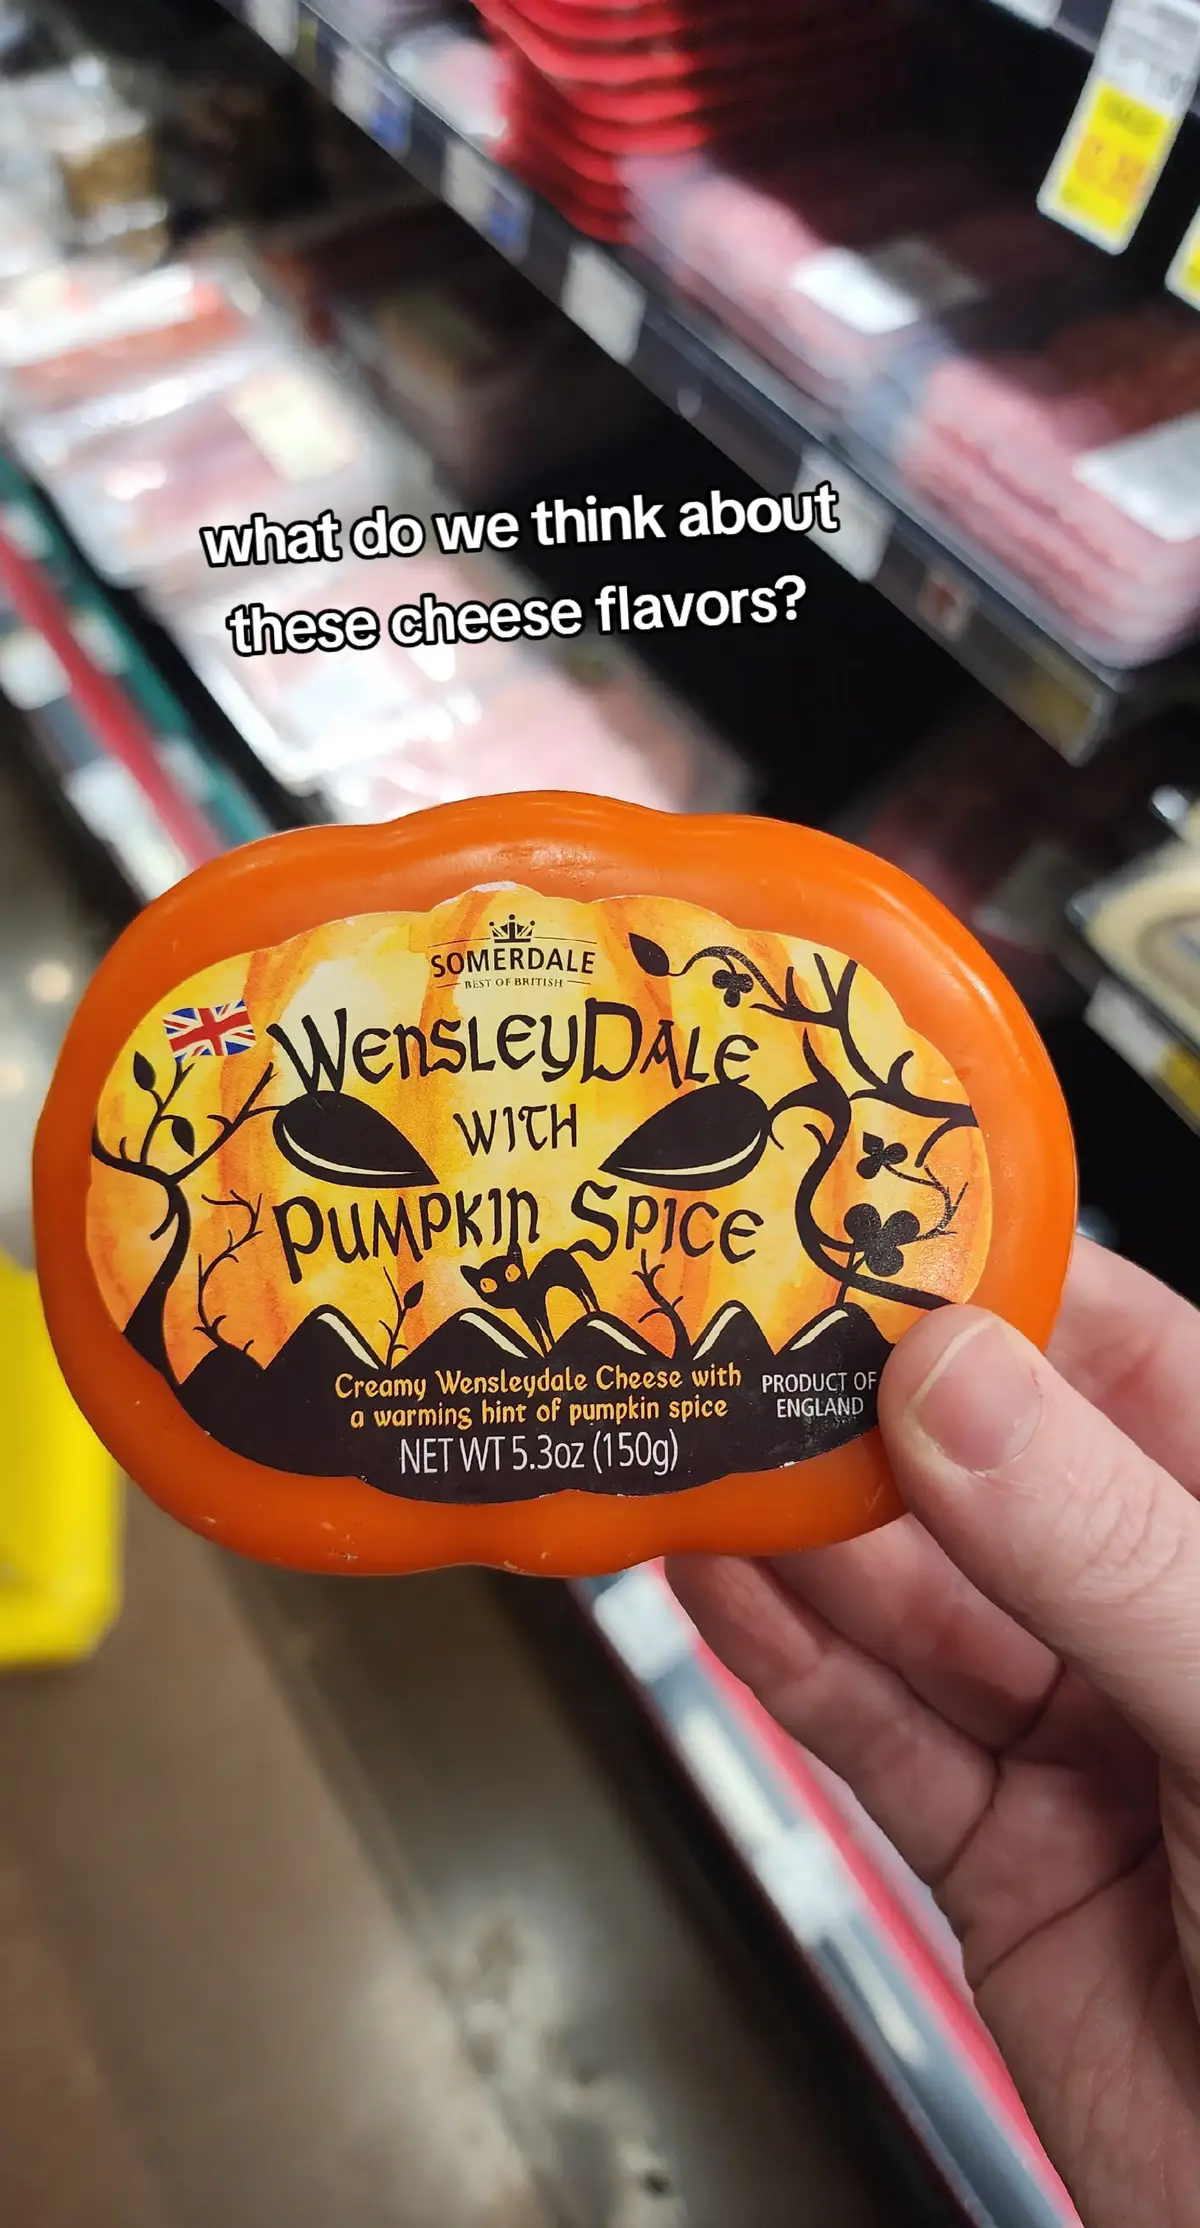 what do we think about
these cheese flavors?
SOMERDALE
BEST OF BRITISH
WENSLEYDALE
WITH
PUMPKIN SPICE
Creamy Wensleydale Cheese with
a warming hint of pumpkin spice
PRODUCT OF
ENGLAND
NET WT 5.3oz (150g)